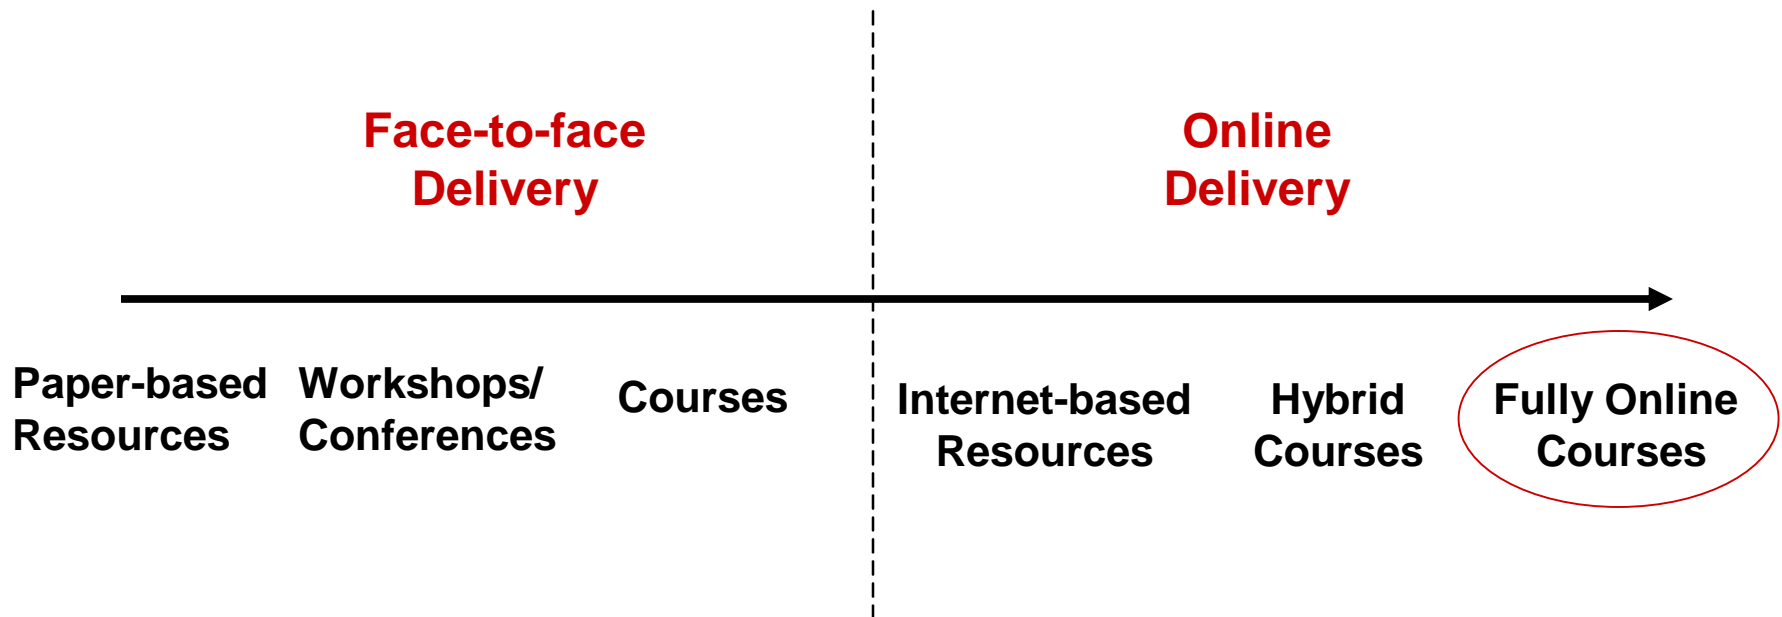 Face-to-face
Delivery
Online
Delivery
Paper-based
Resources
Workshops/
Conferences
Courses
Internet-based
Resources
Hybrid
Courses
Fully Online
Courses